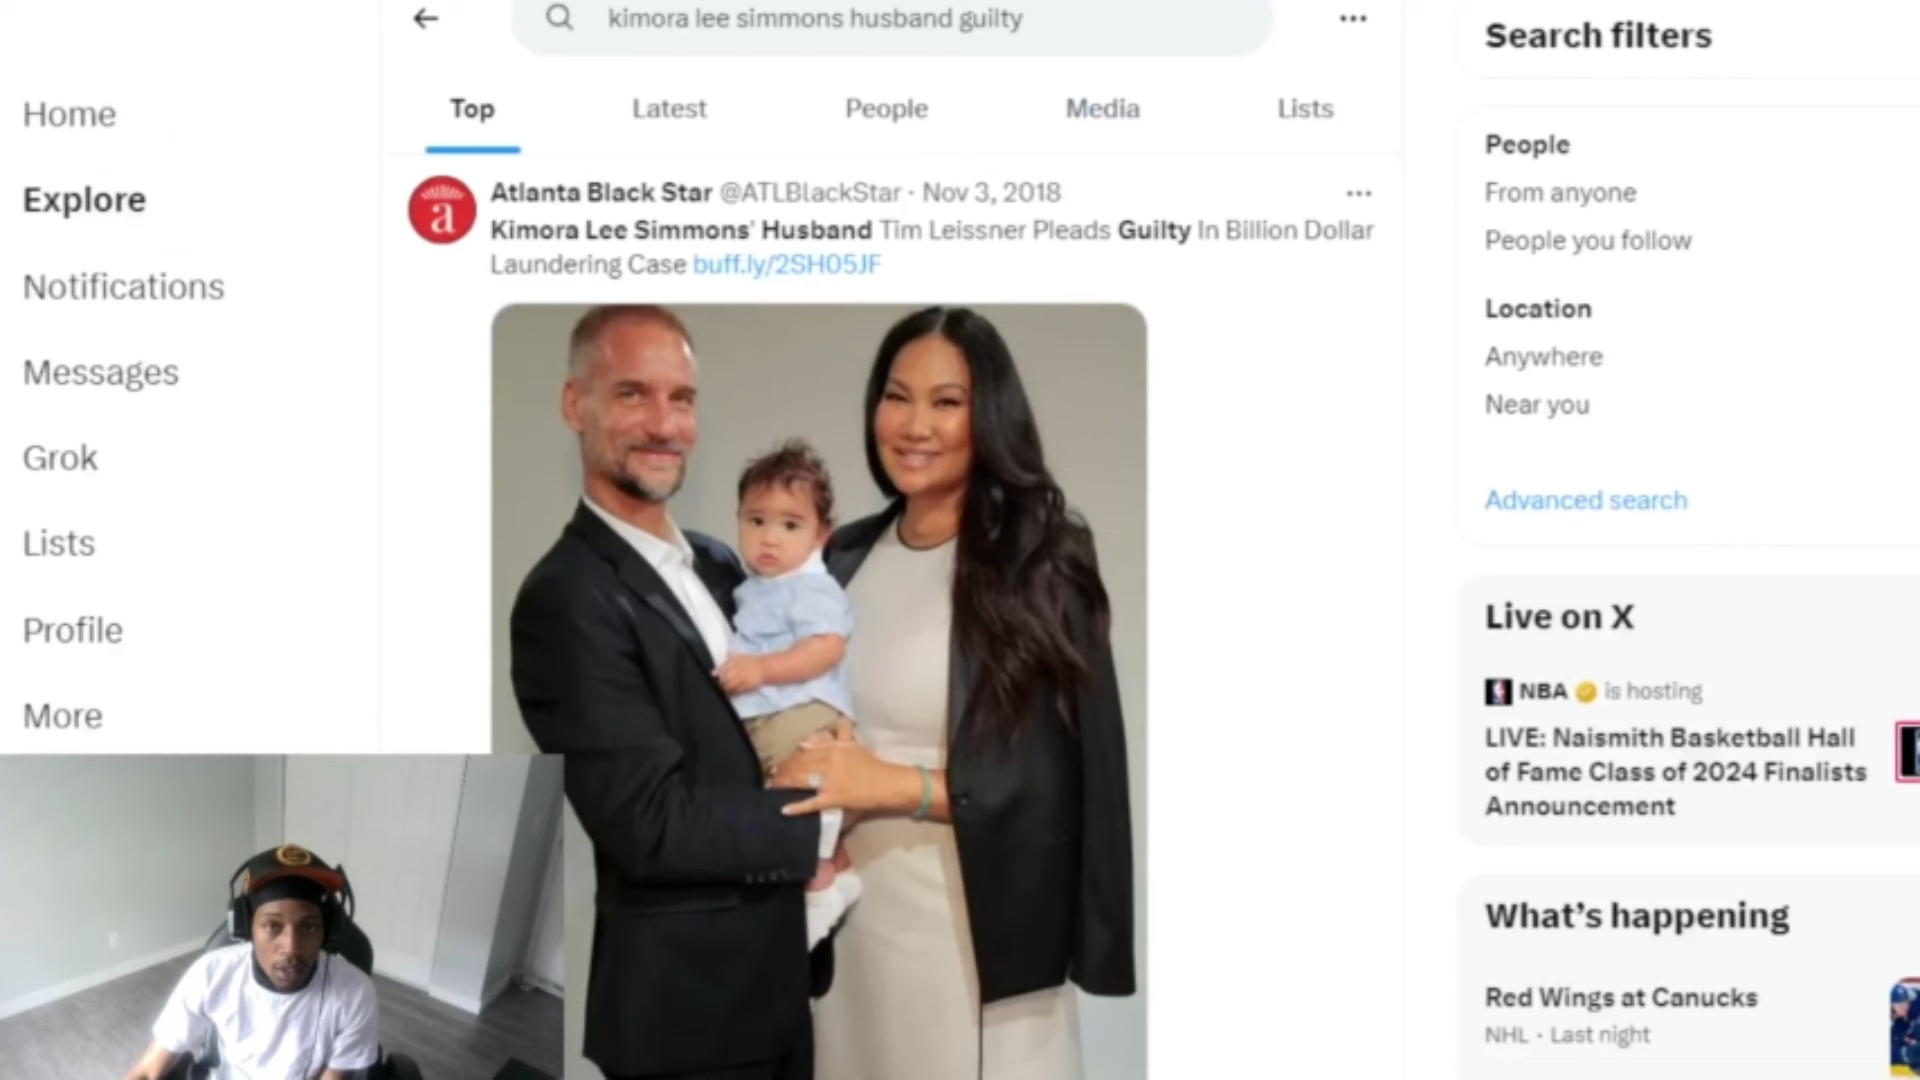 kimora lee simmons husband guilty
Search filters
Home
Explore
Notifications
Messages
Grok
Lists
Profile
More
Top
Latest
People
Media
Lists
a
Atlanta Black Star @ATLBlackStar · Nov 3, 2018
Kimora Lee Simmons' Husband Tim Leissner Pleads Guilty In Billion Dollar
Laundering Case buff.ly/2SH05JF
People
From anyone
People you follow
Location
Anywhere
Near you
Advanced search
Live on X
NBA is hosting
LIVE: Naismith Basketball Hall
of Fame Class of 2024 Finalists
Announcement
What's happening
Red Wings at Canucks
NHL · Last night